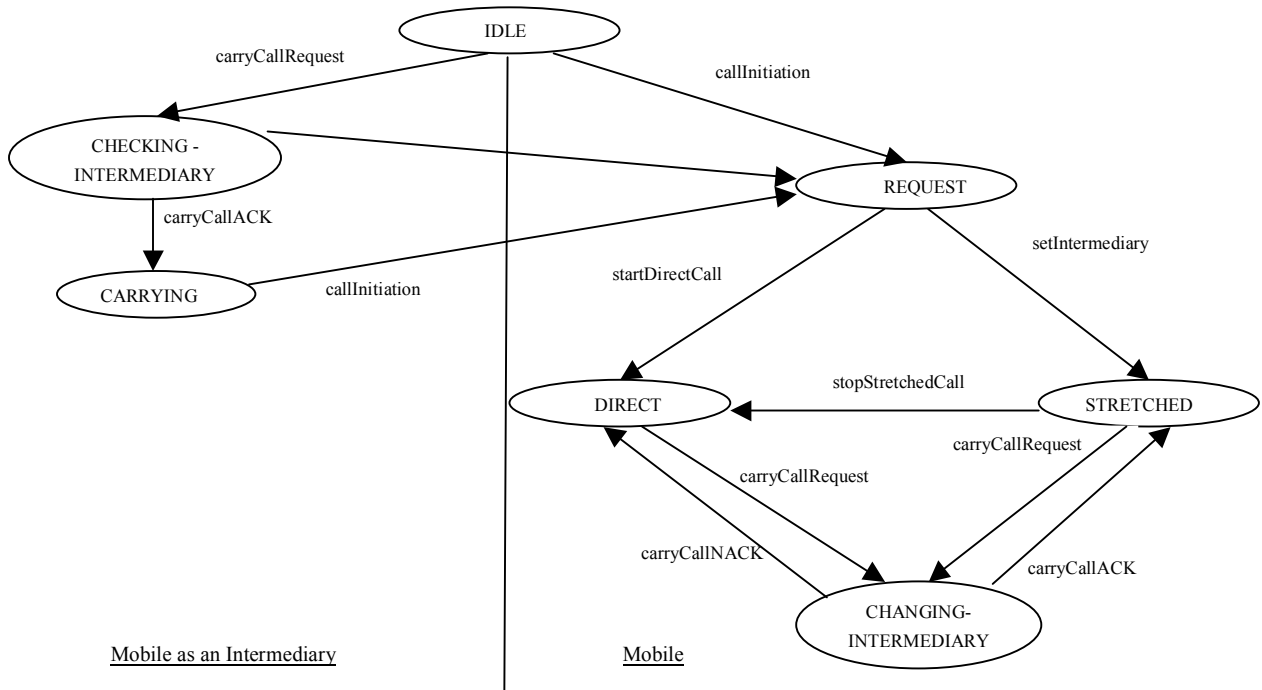 IDLE
carryCallRequest
callInitiation
CHECKING -
INTERMEDIARY
REQUEST
carryCallACK
setIntermediary
startDirectCall
CARRYING
callInitiation
stopStretchedCall
DIRECT
STRETCHED
carryCallRequest
carryCallRequest
carryCallNACK
carryCallACK
CHANGING-
INTERMEDIARY
Mobile as an Intermediary
Mobile